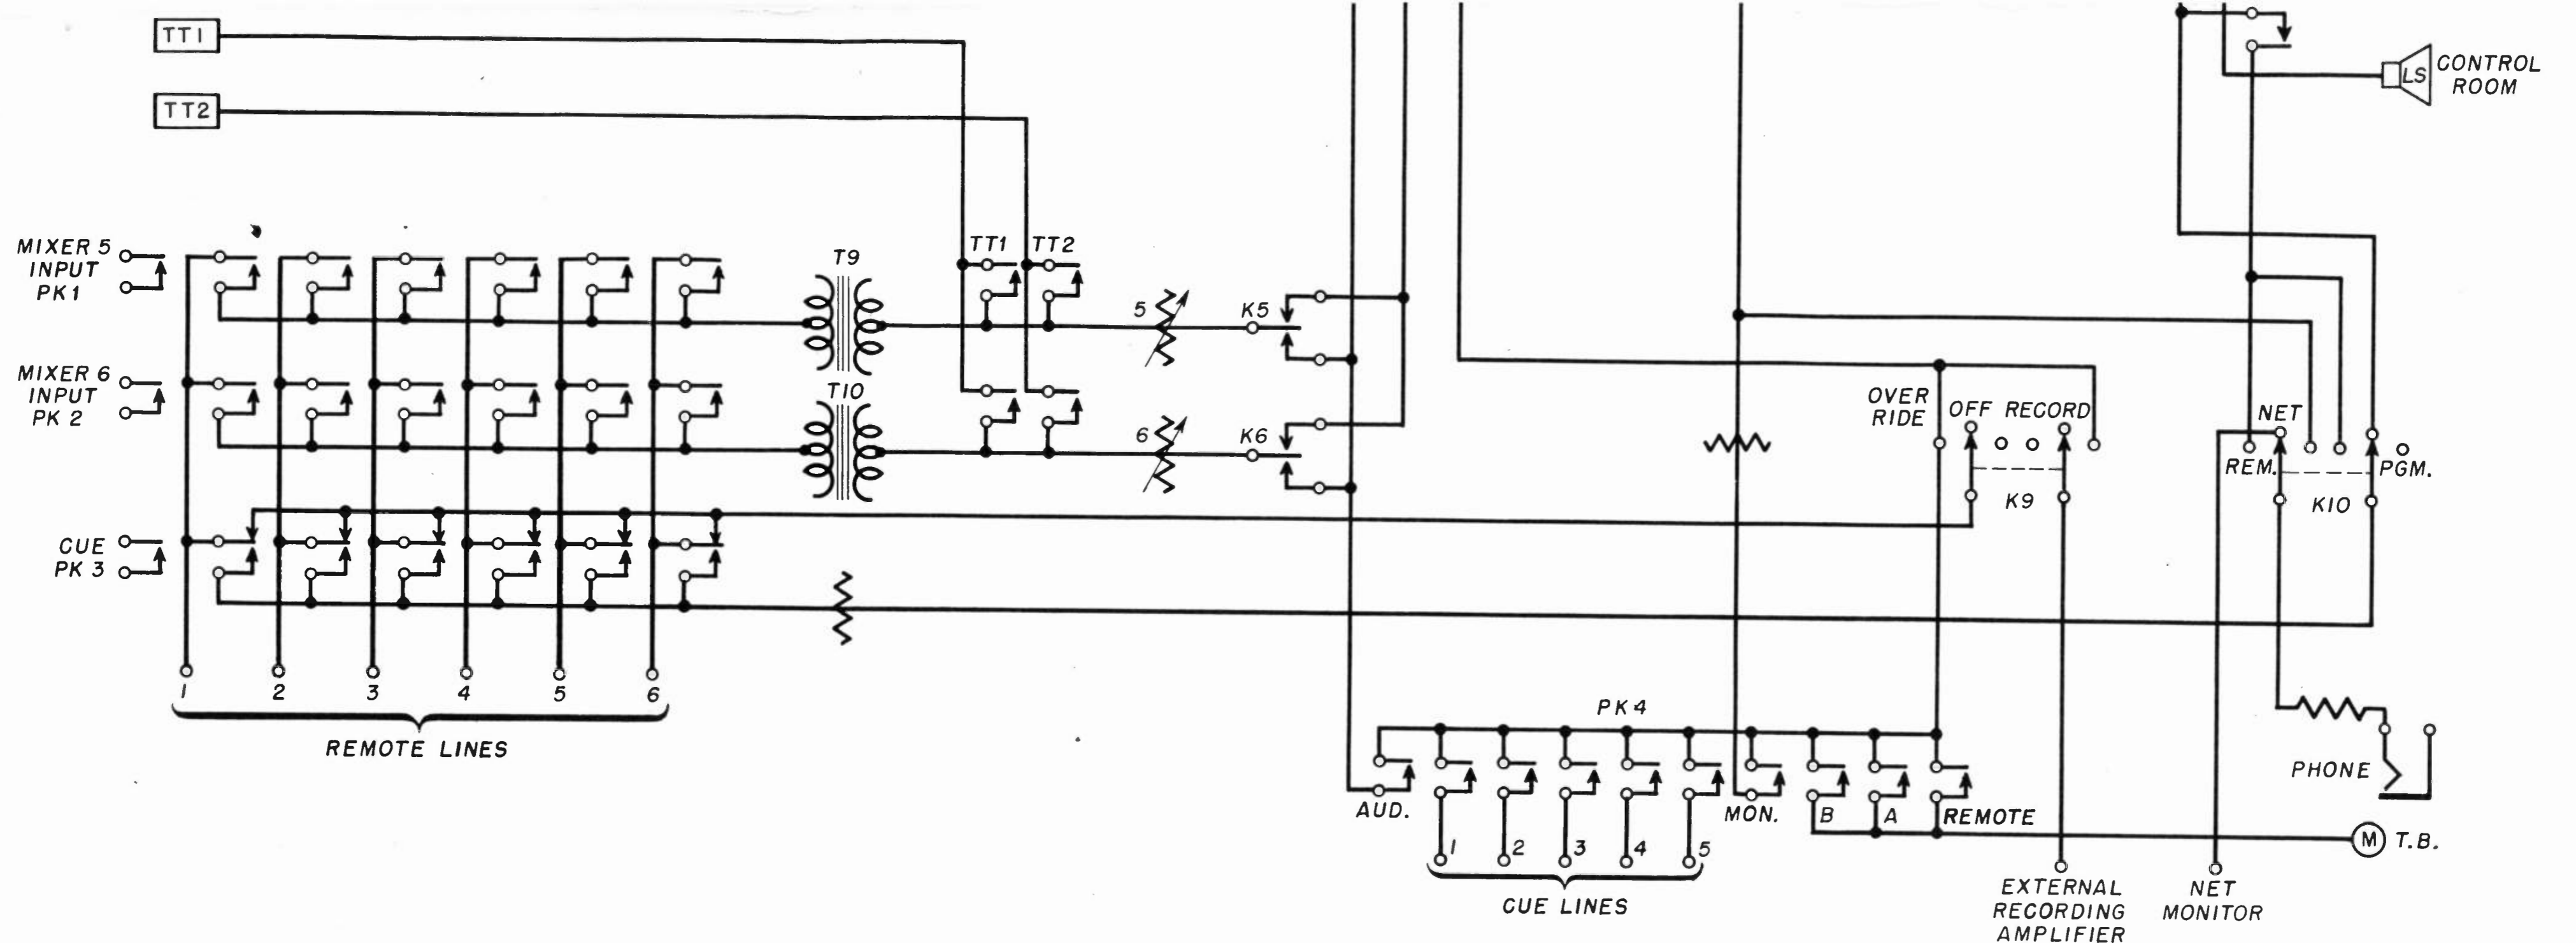 TT1
TT2
LS
CONTROL
ROOM
MIXER 5
INPUT
PK1
T9
TT1
TT2
5
K5
MIXER 6
INPUT
PK 2
T10
6
K6
OVER
RIDE
OFF
RECORD
K9
NET
REM.
PGM.
K10
CUE
PK 3
1
2
3
4
5
6
REMOTE LINES
PK4
PHONE
AUD.
MON.
B
A
REMOTE
M
T.B.
1
2
3
4
5
CUE LINES
EXTERNAL
RECORDING
AMPLIFIER
NET
MONITOR